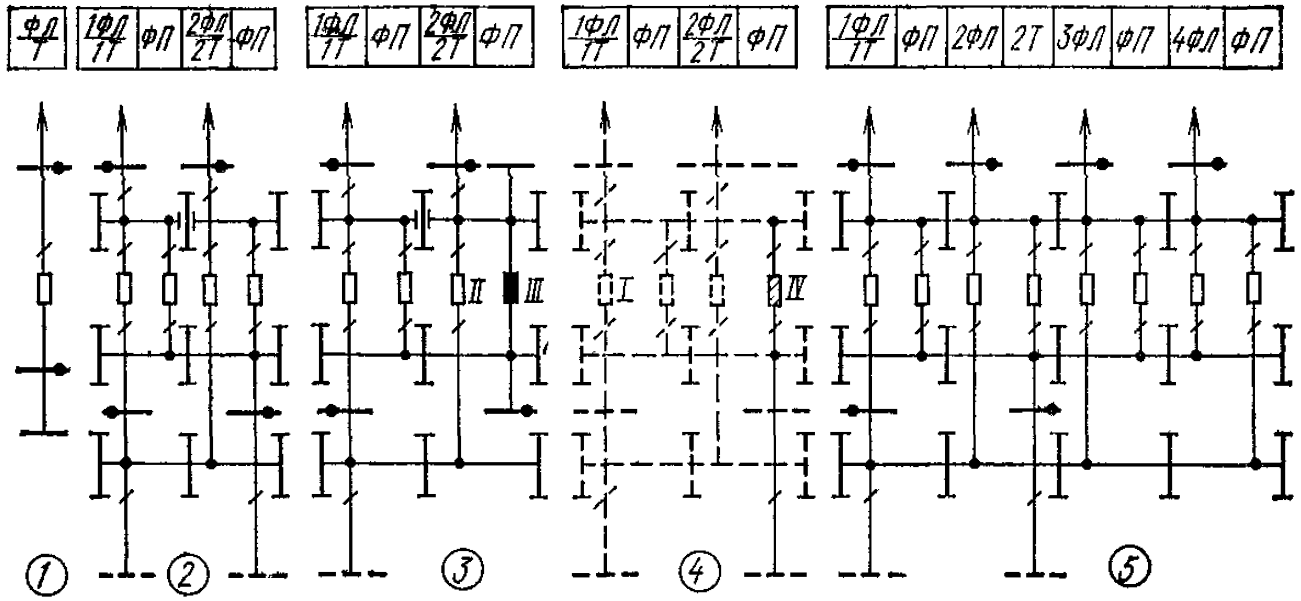 ФЛ/Т 1ФЛ/1Т ФП 2ФЛ/2Т ФП 1ФЛ/1Т ФП 2ФЛ/2Т ФП 1ФЛ/1Т ФП 2ФЛ/2Т ФП 1ФЛ/1Т ФП 2ФЛ 2Т 3ФЛ ФП 4ФЛ ФП
II III I IV
1 2 3 4 5